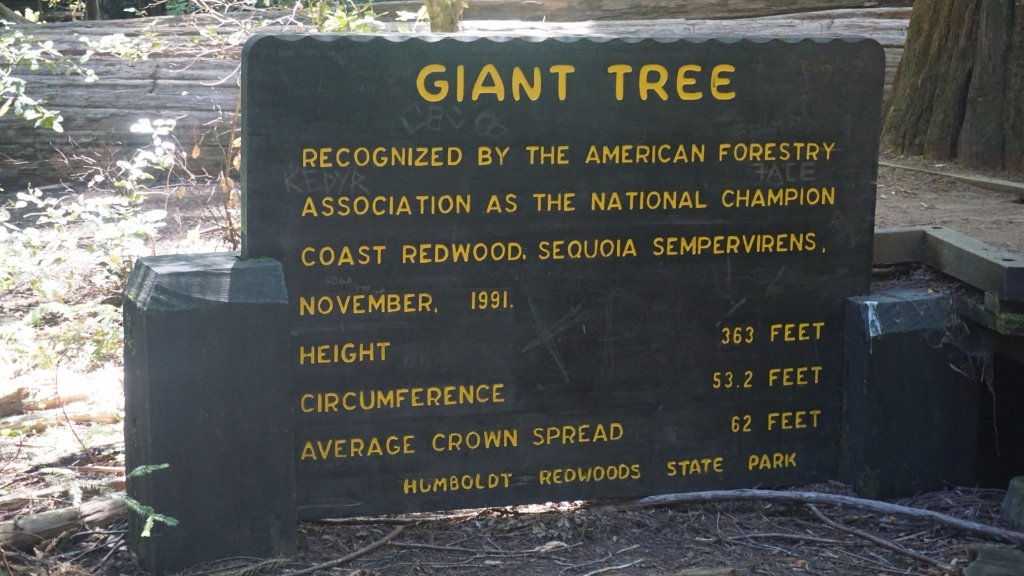 GIANT TREE
RECOGNIZED BY THE AMERICAN FORESTRY
ASSOCIATION AS THE NATIONAL CHAMPION
COAST REDWOOD, SEQUOIA SEMPERVIRENS,
NOVEMBER, 1991.
HEIGHT 363 FEET
CIRCUMFERENCE 53.2 FEET
AVERAGE CROWN SPREAD 62 FEET
HUMBOLDT REDWOODS STATE PARK